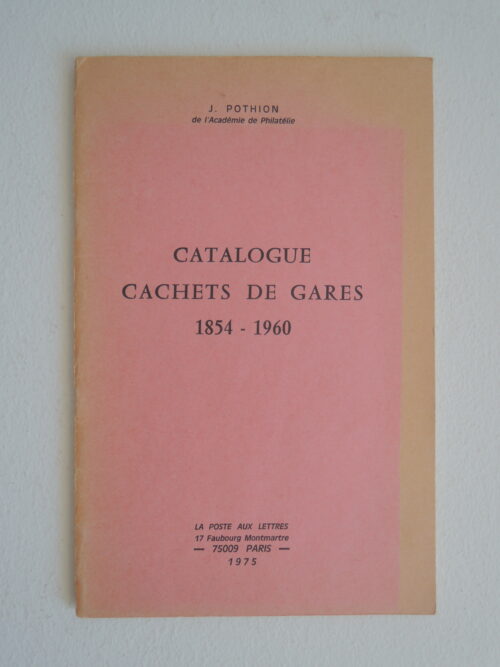 J. POTHION
de l'Académie de Philatélie
CATALOGUE
CACHETS DE GARES
1854 - 1960
LA POSTE AUX LETTRES
17 Faubourg Montmartre
— 75009 PARIS —
1975